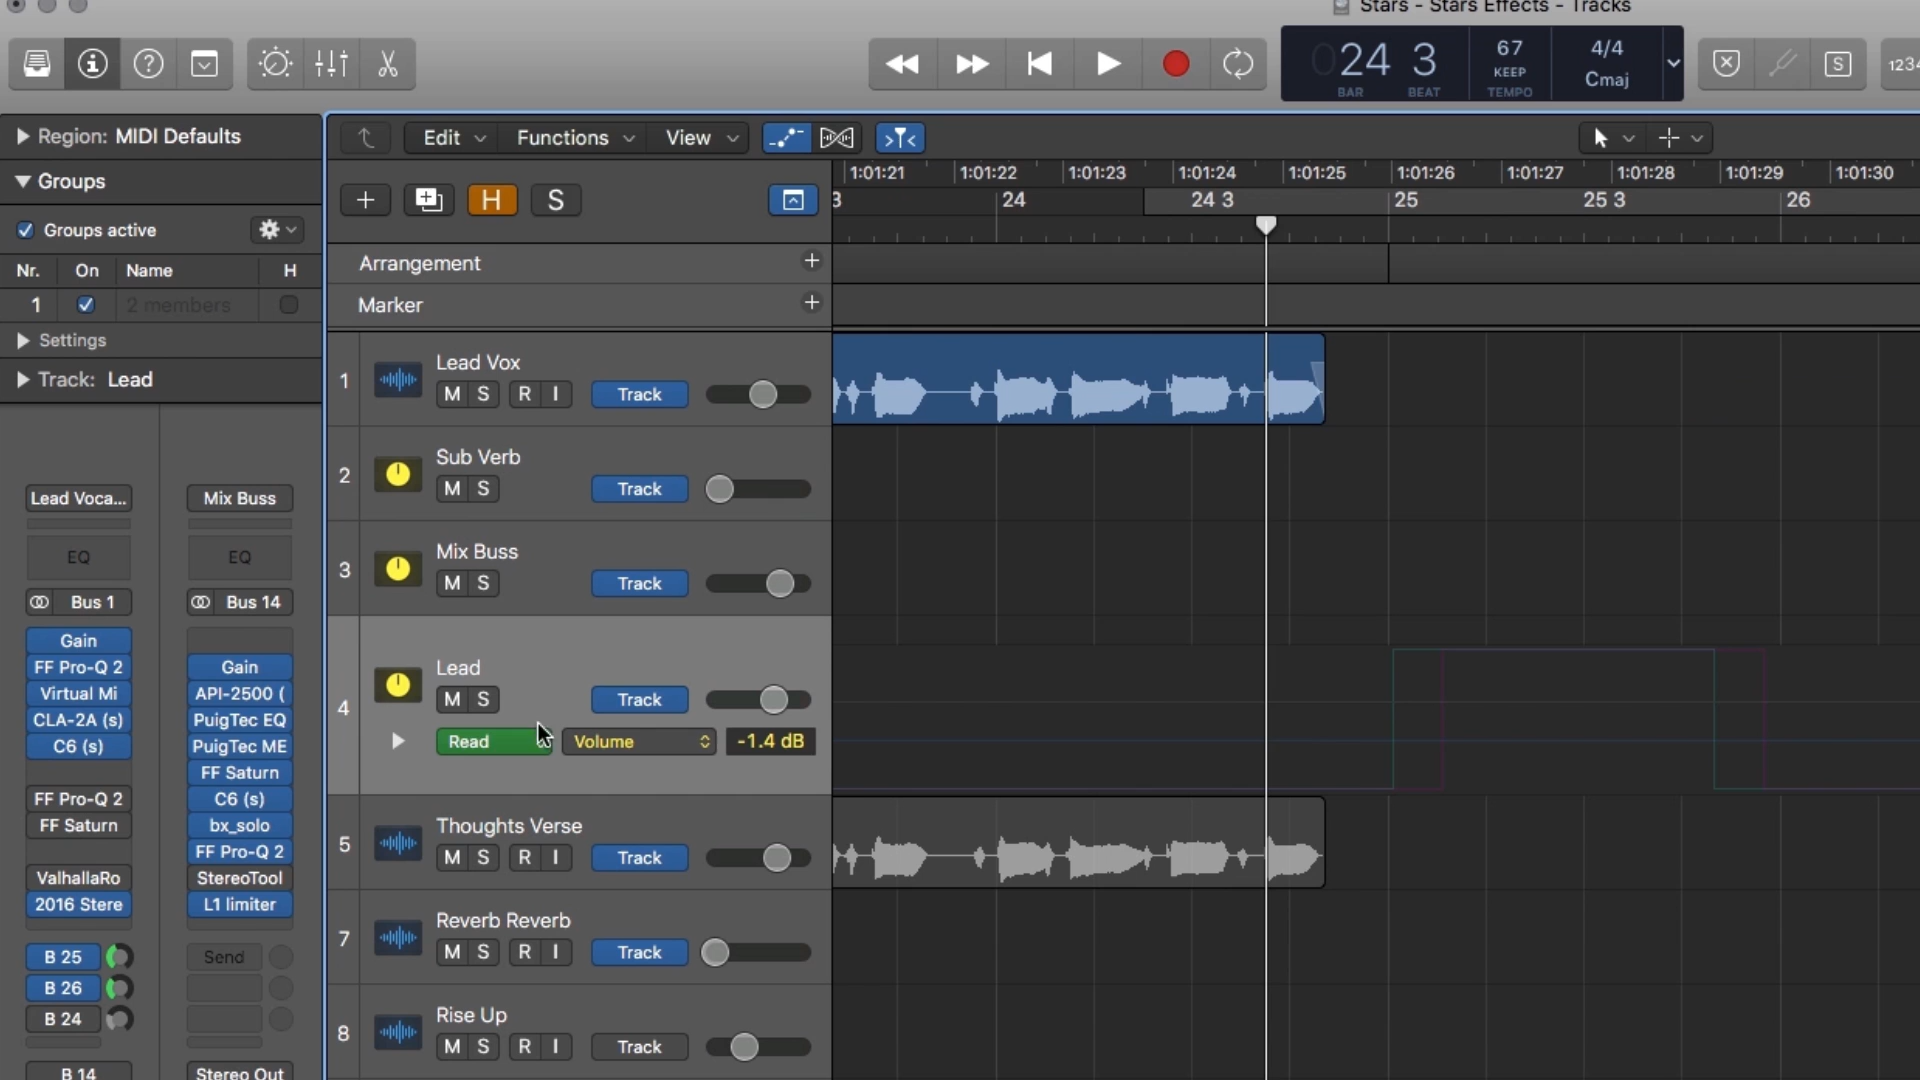 Stars - Stars Effects - Tracks
24 3
BAR BEAT
67
KEEP
TEMPO
4/4
Cmaj
S
1234
Region: MIDI Defaults
Groups
Groups active
Nr. On Name H
1 2 members
Settings
Track: Lead
Edit Functions View
H S
1:01:21 1:01:22 1:01:23 1:01:24 1:01:25 1:01:26 1:01:27 1:01:28 1:01:29 1:01:30
3 24 24 3 25 25 3 26
Arrangement +
Marker +
1 Lead Vox
M S R I Track
2 Sub Verb
M S Track
3 Mix Buss
M S Track
4 Lead
M S Track
Read Volume -1.4 dB
5 Thoughts Verse
M S R I Track
7 Reverb Reverb
M S R I Track
8 Rise Up
M S R I Track
Lead Voca...
EQ
Bus 1
Gain
FF Pro-Q 2
Virtual Mi
CLA-2A (s)
C6 (s)
FF Pro-Q 2
FF Saturn
ValhallaRo
2016 Stere
B 25
B 26
B 24
B 14
Mix Buss
EQ
Bus 14
Gain
API-2500 (
PuigTec EQ
PuigTec ME
FF Saturn
C6 (s)
bx_solo
FF Pro-Q 2
StereoTool
L1 limiter
Send
Stereo Out